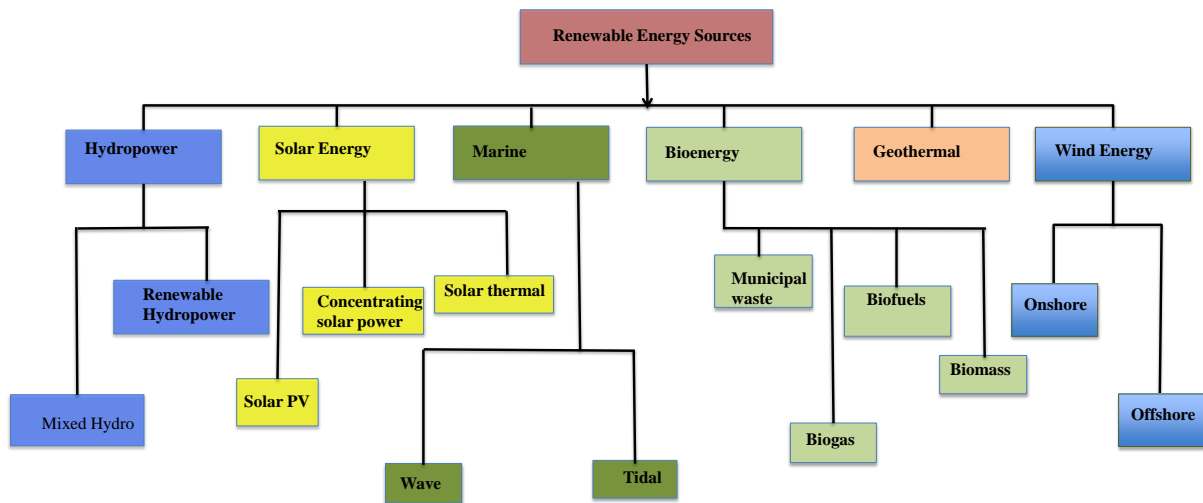 Renewable Energy Sources
Hydropower
Solar Energy
Marine
Bioenergy
Geothermal
Wind Energy
Renewable
Hydropower
Concentrating
solar power
Solar thermal
Municipal
waste
Biofuels
Onshore
Mixed Hydro
Solar PV
Biomass
Offshore
Biogas
Wave
Tidal